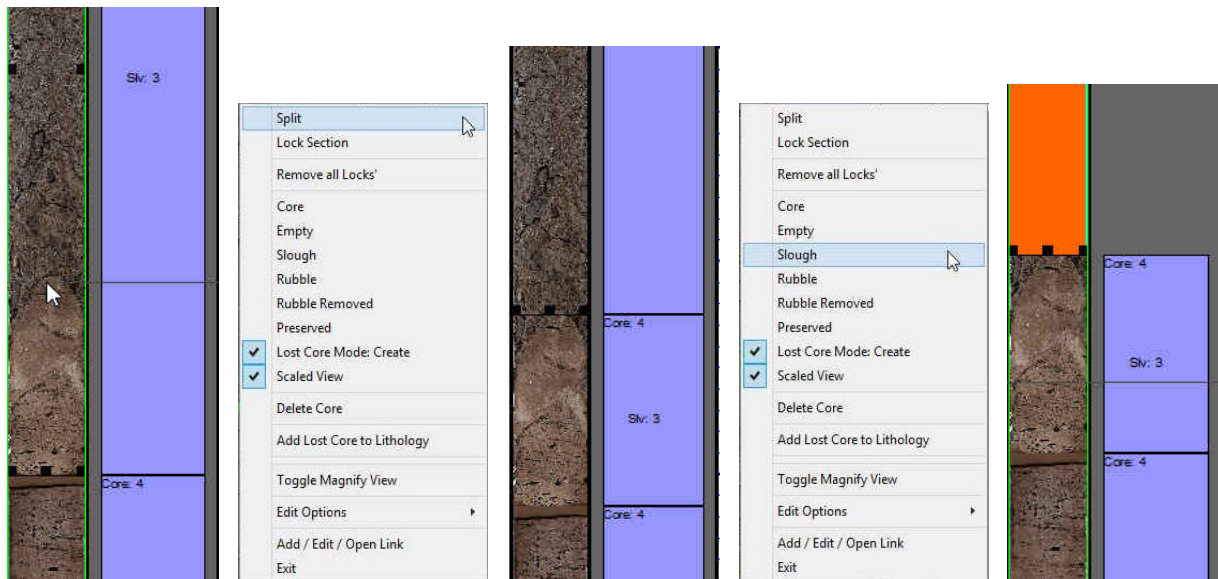 Slv: 3
Core: 4
Split
Lock Section
Remove all Locks'
Core
Empty
Slough
Rubble
Rubble Removed
Preserved
Lost Core Mode: Create
Scaled View
Delete Core
Add Lost Core to Lithology
Toggle Magnify View
Edit Options
Add / Edit / Open Link
Exit
Core: 4
Slv: 3
Core: 4
Split
Lock Section
Remove all Locks'
Core
Empty
Slough
Rubble
Rubble Removed
Preserved
Lost Core Mode: Create
Scaled View
Delete Core
Add Lost Core to Lithology
Toggle Magnify View
Edit Options
Add / Edit / Open Link
Exit
Core: 4
Slv: 3
Core: 4